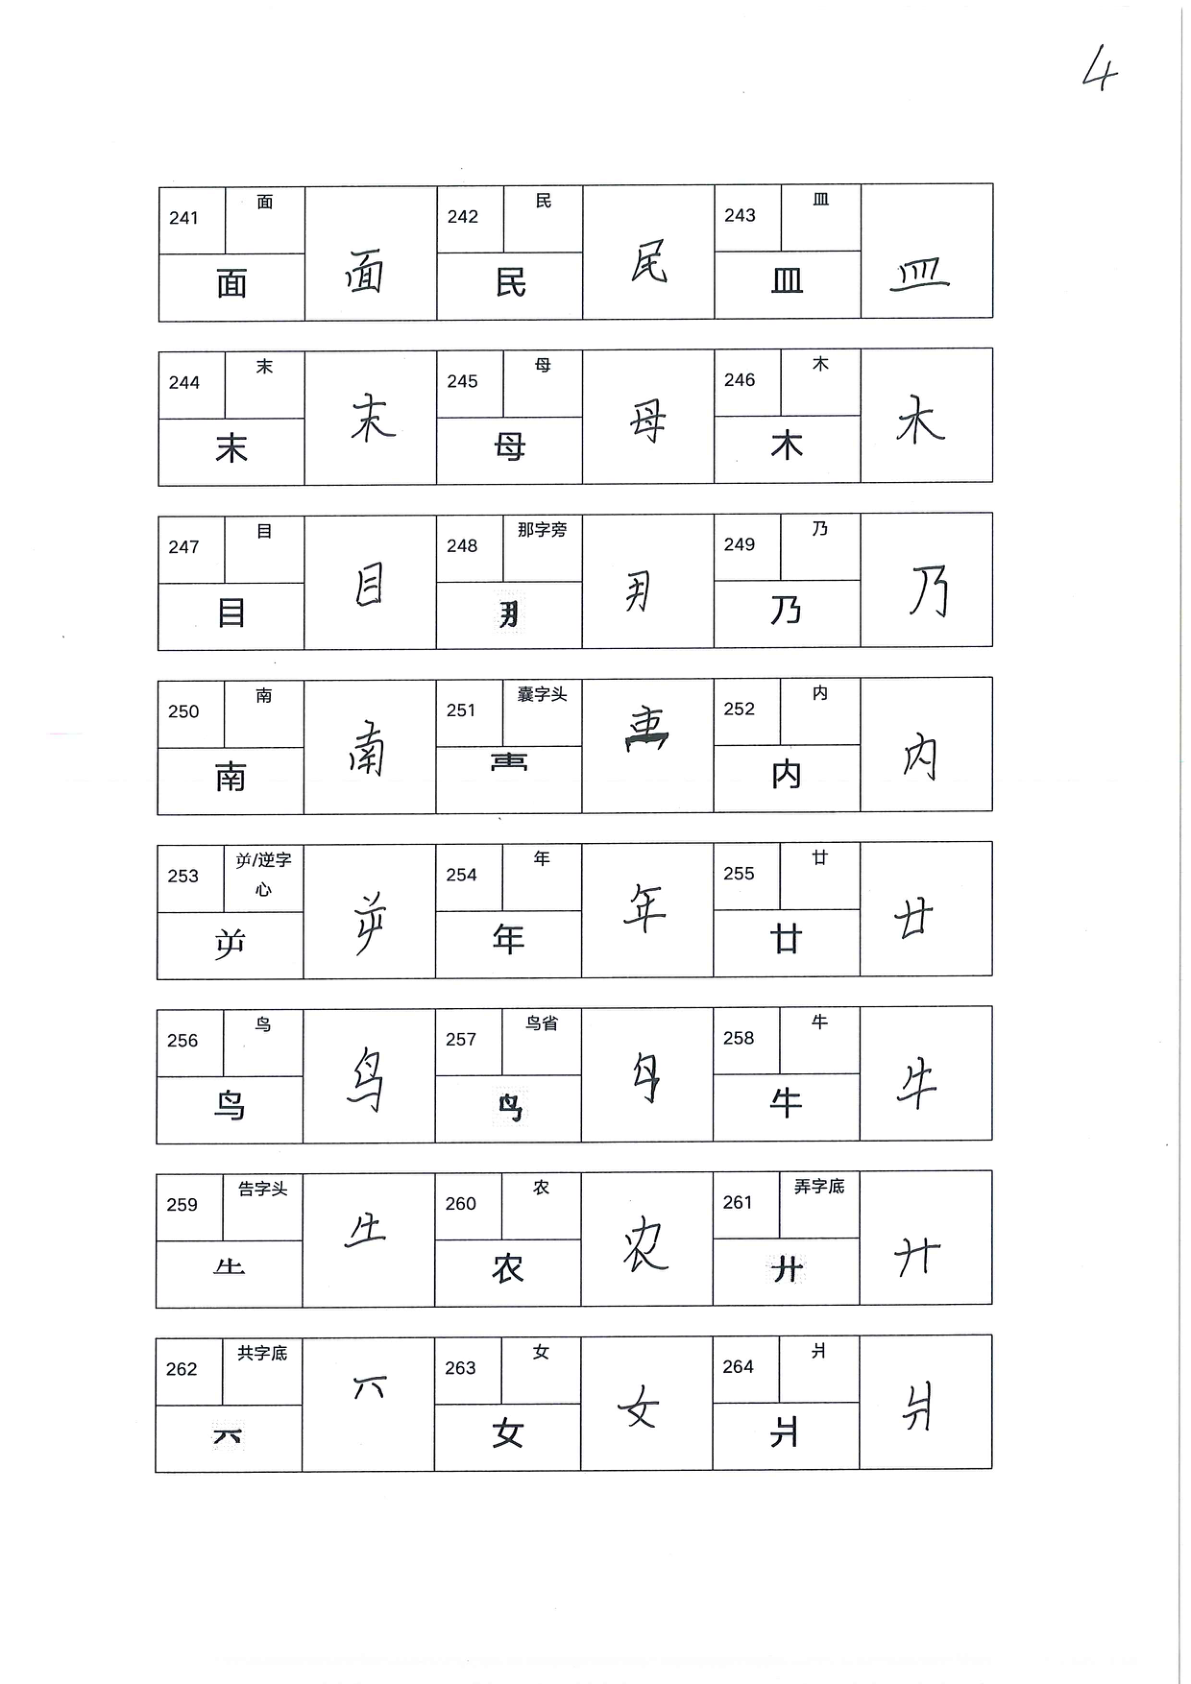 4
241 面 面 面 242 民 民 民 243 皿 皿 皿
244 末 末 末 245 母 母 母 246 木 木 木
247 目 目 目 248 那字旁 249 乃 乃 乃
250 南 南 南 251 囊字头 252 内 内 内
253 屰/逆字心 屰 屰 254 年 年 年 255 廿 廿 廿
256 鸟 鸟 鸟 257 鸟省 258 牛 牛 牛
259 告字头 260 农 农 农 261 弄字底 廾 廾
262 共字底 263 女 女 女 264 爿 爿 爿